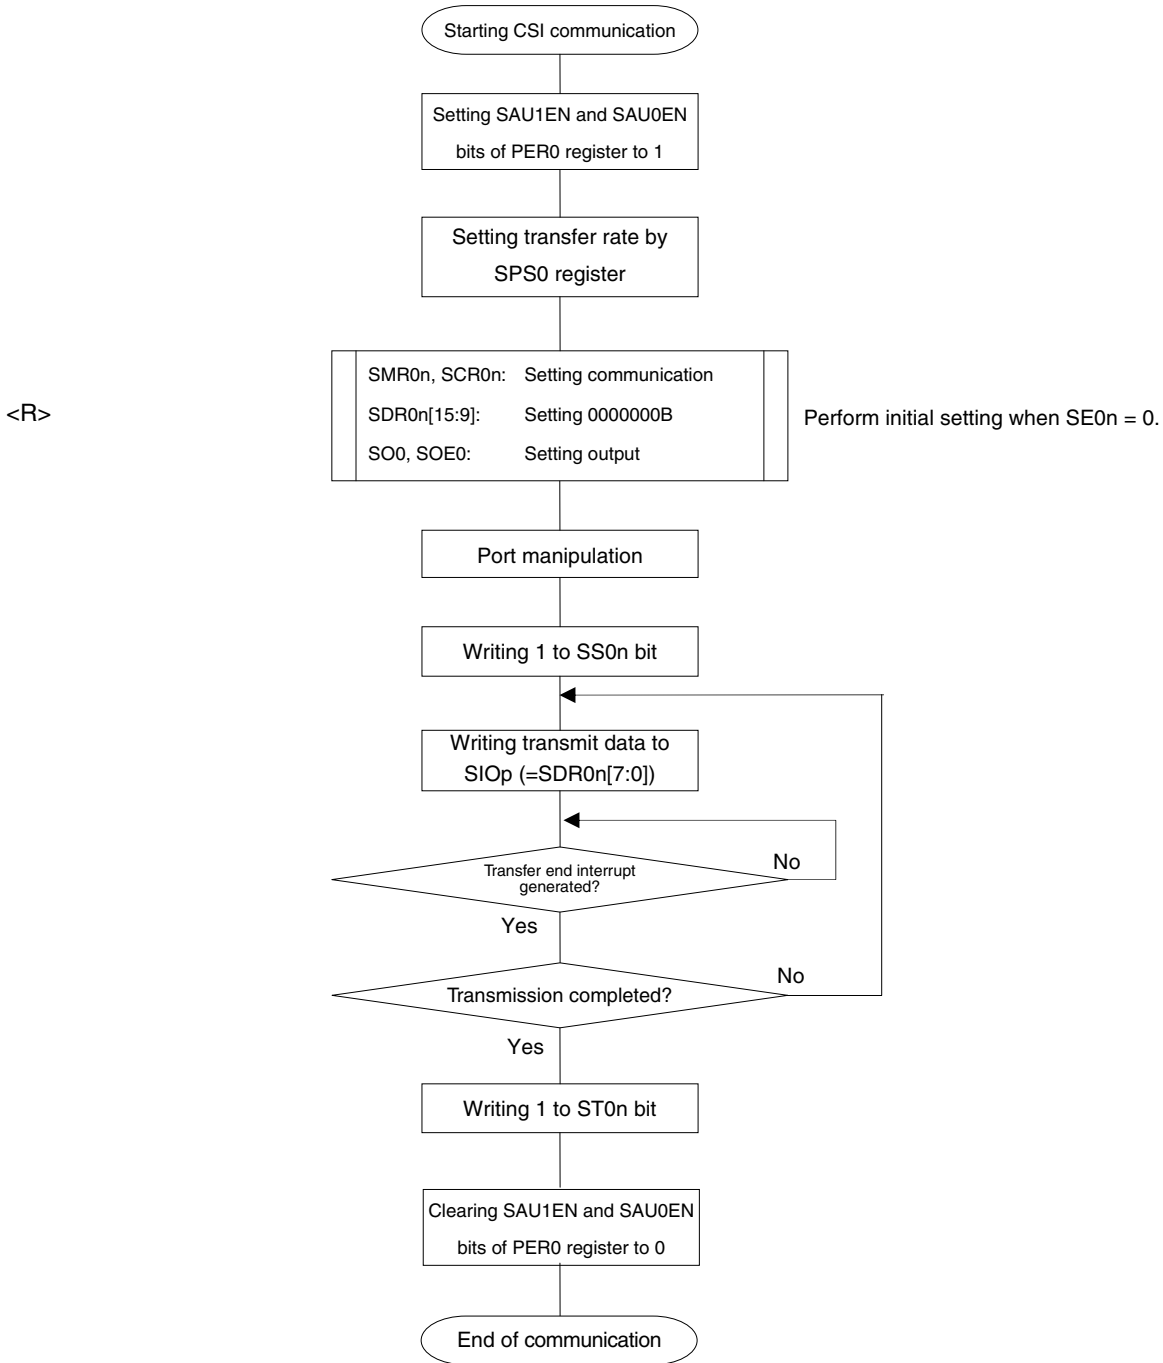 Starting CSI communication
Setting SAU1EN and SAU0EN
bits of PER0 register to 1
Setting transfer rate by
SPS0 register
<R>
SMR0n, SCR0n: Setting communication
SDR0n[15:9]: Setting 0000000B
SO0, SOE0: Setting output
Perform initial setting when SE0n = 0.
Port manipulation
Writing 1 to SS0n bit
Writing transmit data to
SIOp (=SDR0n[7:0])
Transfer end interrupt
generated?
No
Yes
Transmission completed?
No
Yes
Writing 1 to ST0n bit
Clearing SAU1EN and SAU0EN
bits of PER0 register to 0
End of communication